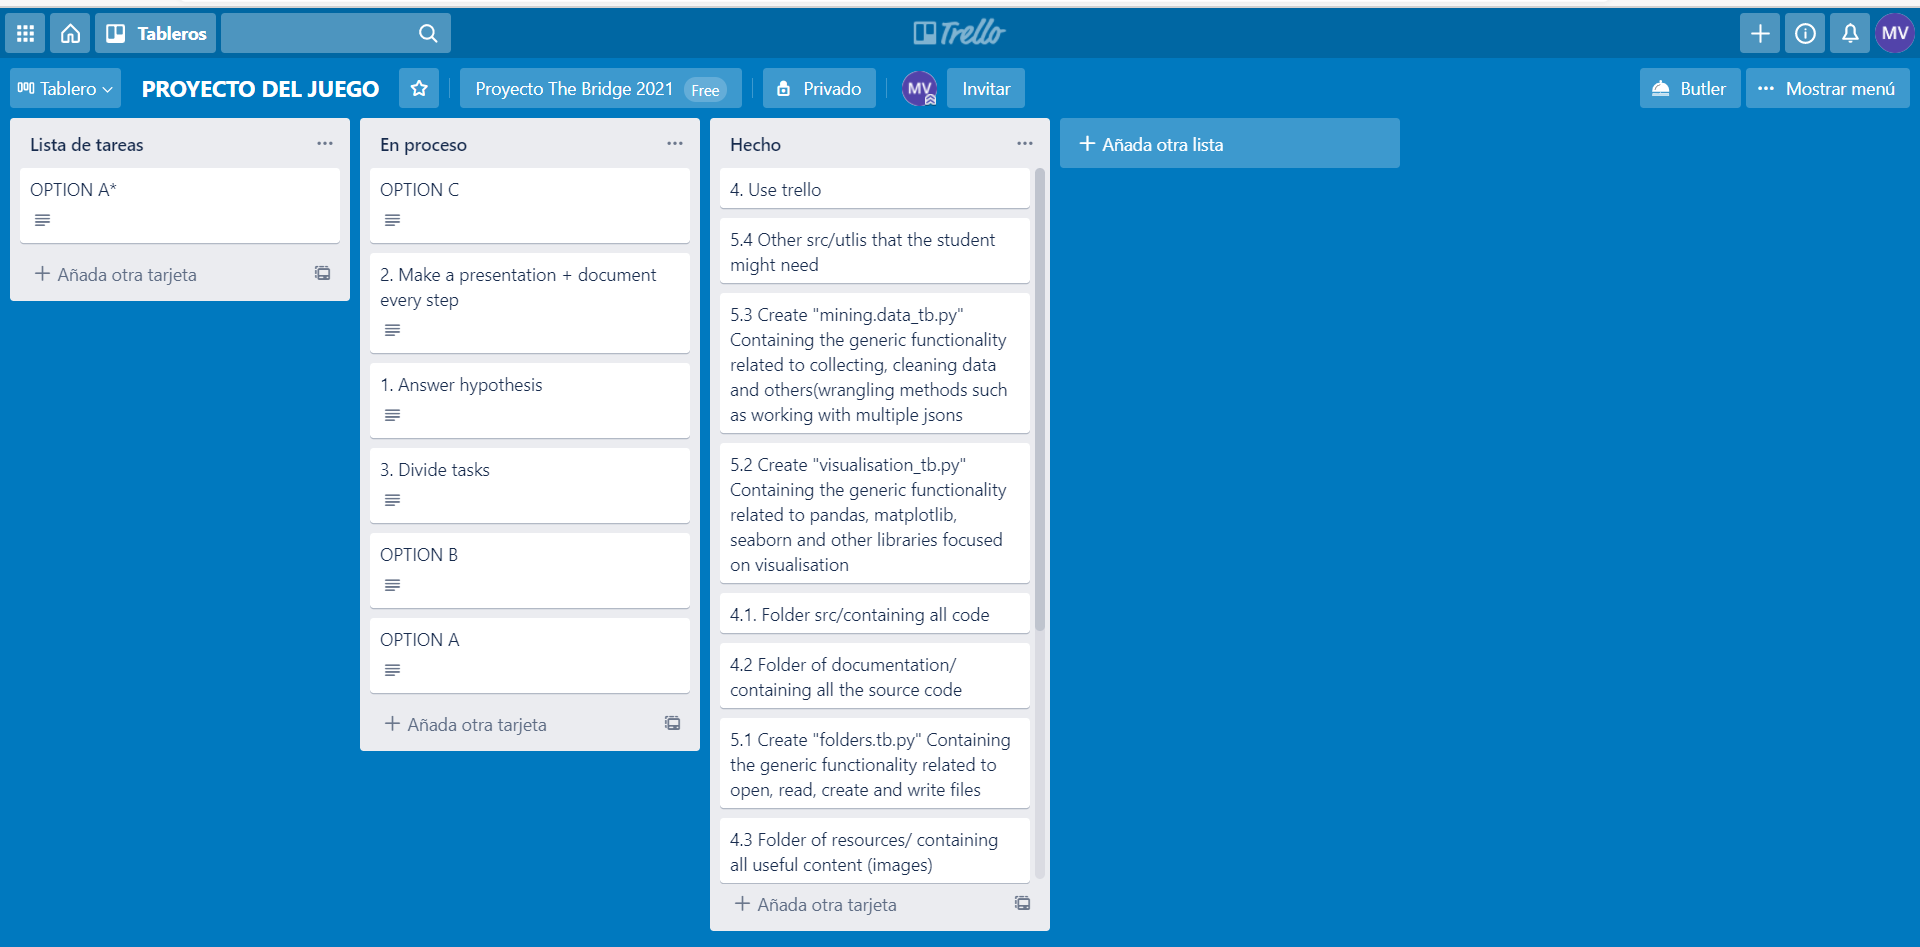 Tableros
Trello
MV
Tablero
PROYECTO DEL JUEGO
Proyecto The Bridge 2021 Free
Privado
MV
Invitar
Butler
Mostrar menú
Lista de tareas
OPTION A*
Añada otra tarjeta
En proceso
OPTION C
2. Make a presentation + document
every step
1. Answer hypothesis
3. Divide tasks
OPTION B
OPTION A
Añada otra tarjeta
Hecho
4. Use trello
5.4 Other src/utlis that the student
might need
5.3 Create "mining.data_tb.py"
Containing the generic functionality
related to collecting, cleaning data
and others(wrangling methods such
as working with multiple jsons
5.2 Create "visualisation_tb.py"
Containing the generic functionality
related to pandas, matplotlib,
seaborn and other libraries focused
on visualisation
4.1. Folder src/containing all code
4.2 Folder of documentation/
containing all the source code
5.1 Create "folders.tb.py" Containing
the generic functionality related to
open, read, create and write files
4.3 Folder of resources/ containing
all useful content (images)
Añada otra tarjeta
Añada otra lista